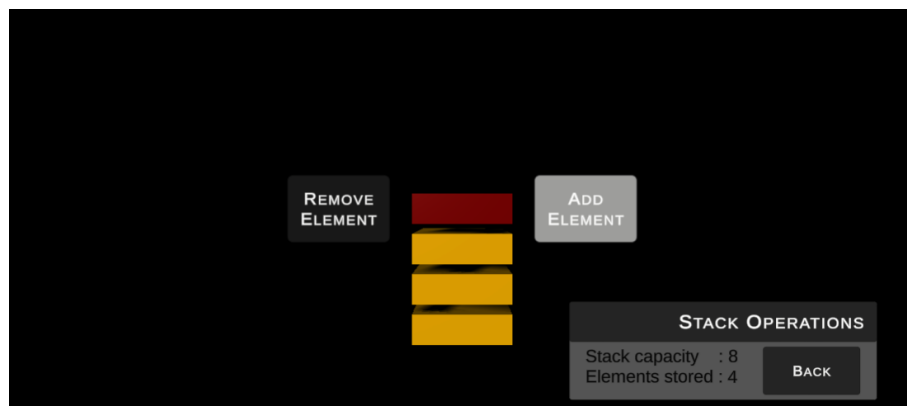 Remove
Element
Add
Element
Stack Operations
Stack capacity : 8
Elements stored : 4
Back